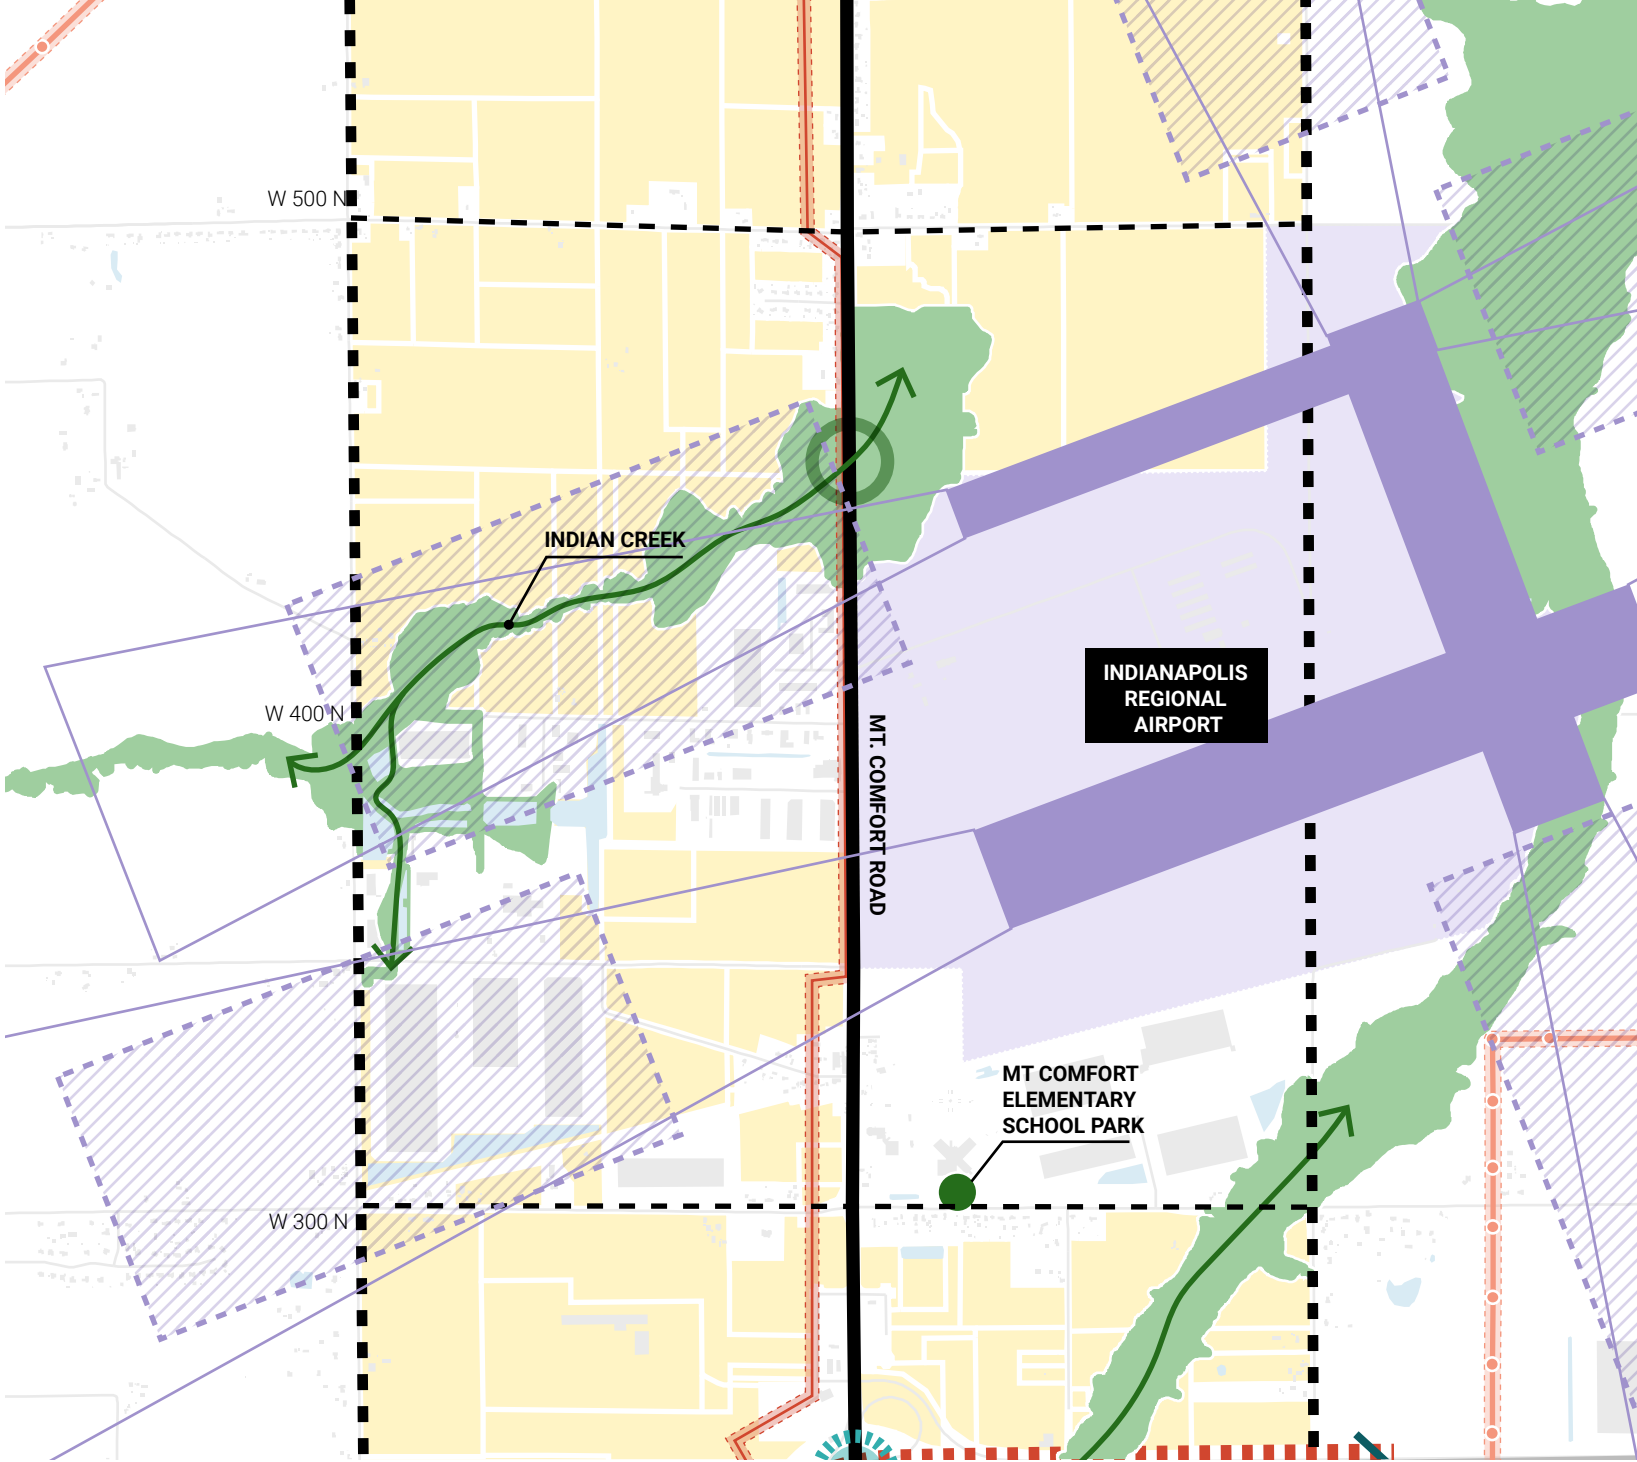 W 500 N
INDIAN CREEK
W 400 N
INDIANAPOLIS
REGIONAL
AIRPORT
MT. COMFORT ROAD
MT COMFORT
ELEMENTARY
SCHOOL PARK
W 300 N